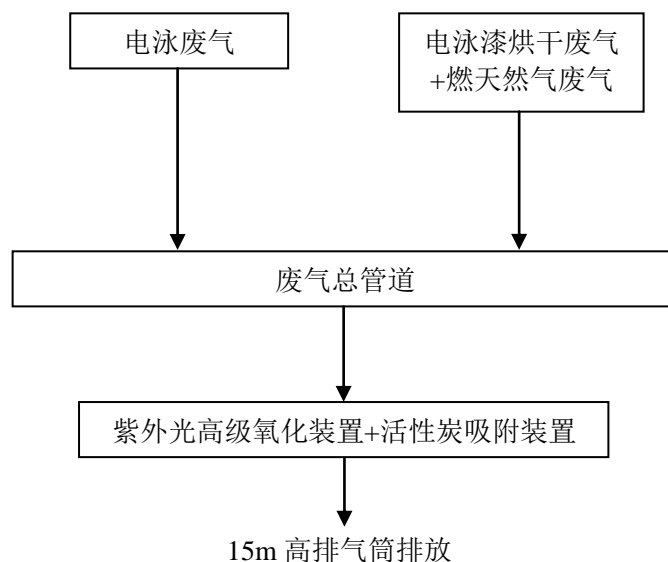 电泳废气
电泳漆烘干废气
+燃天然气废气
废气总管道
紫外光高级氧化装置+活性炭吸附装置
15m 高排气筒排放